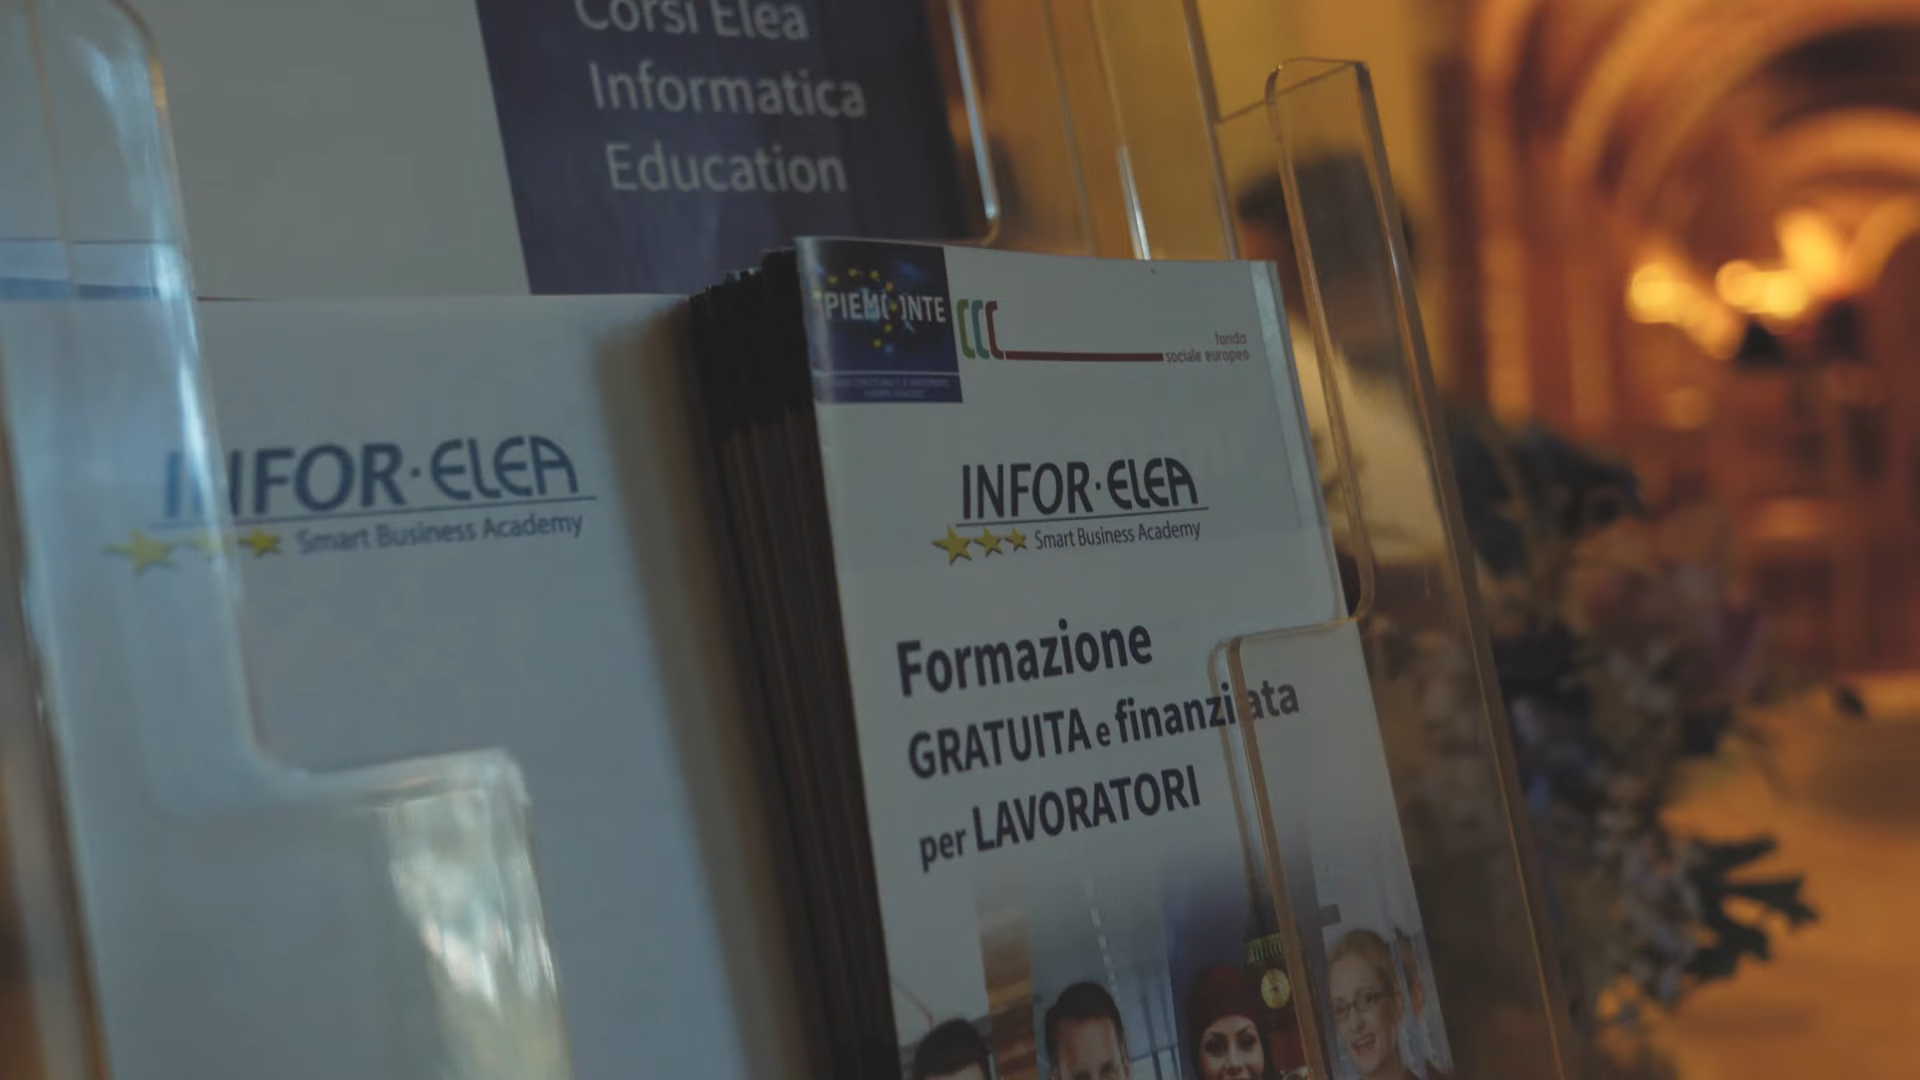 Corsi Elea
Informatica
Education
INFOR·ELEA
Smart Business Academy
PIEMONTE
fondo
sociale europeo
INFOR·ELEA
Smart Business Academy
Formazione
GRATUITA e finanziata
per LAVORATORI